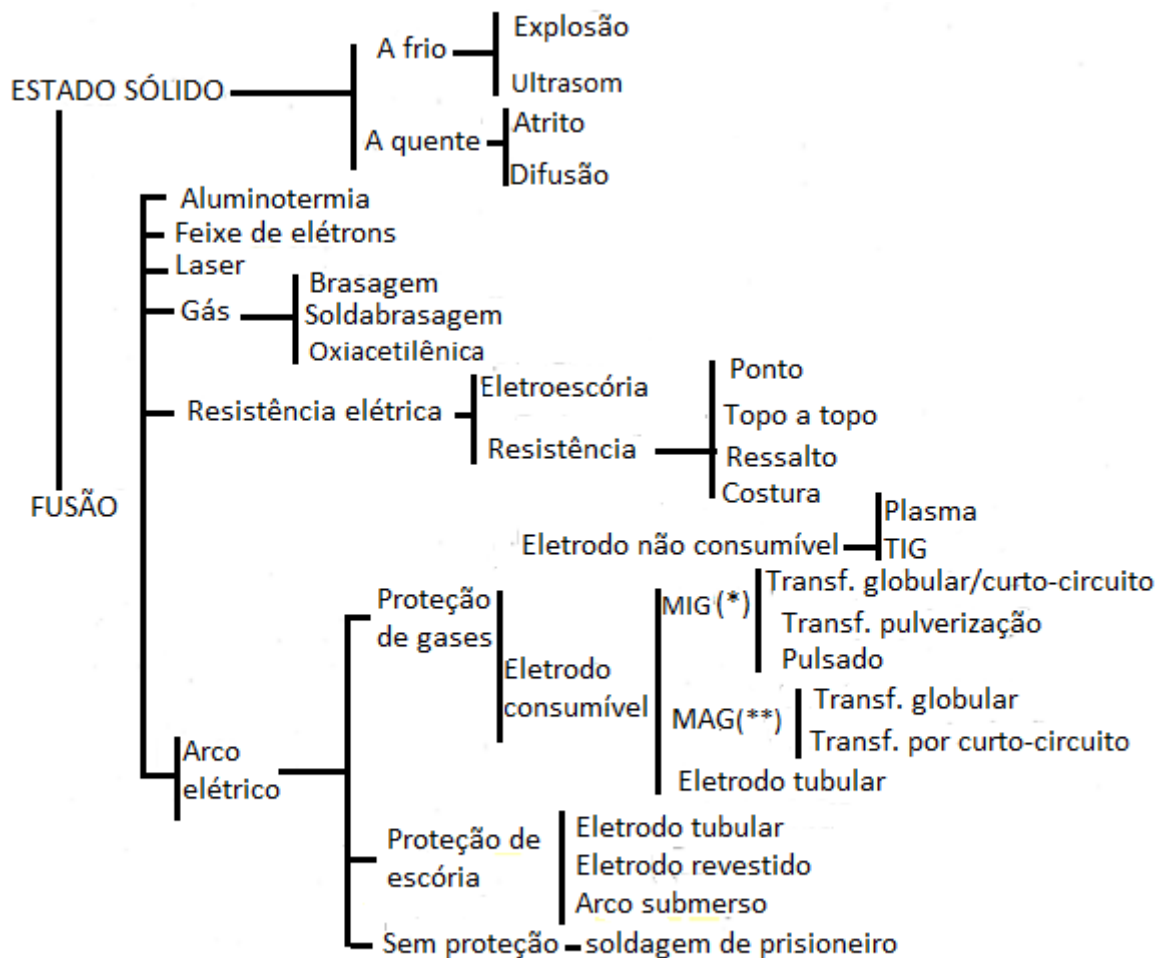 A frio
Explosão
Ultrasom
ESTADO SÓLIDO
A quente
Atrito
Difusão
Aluminotermia
Feixe de elétrons
Laser
Gás
Brasagem
Soldabrasagem
Oxiacetilênica
Resistência elétrica
Eletroescória
Resistência
Ponto
Topo a topo
Ressalto
Costura
FUSÃO
Eletrodo não consumível
Plasma
TIG
Proteção
de gases
Eletrodo
consumível
MIG(*)
Transf. globular/curto-circuito
Transf. pulverização
Pulsado
MAG(**)
Transf. globular
Transf. por curto-circuito
Eletrodo tubular
Arco
elétrico
Proteção de
escória
Eletrodo tubular
Eletrodo revestido
Arco submerso
Sem proteção
soldagem de prisioneiro